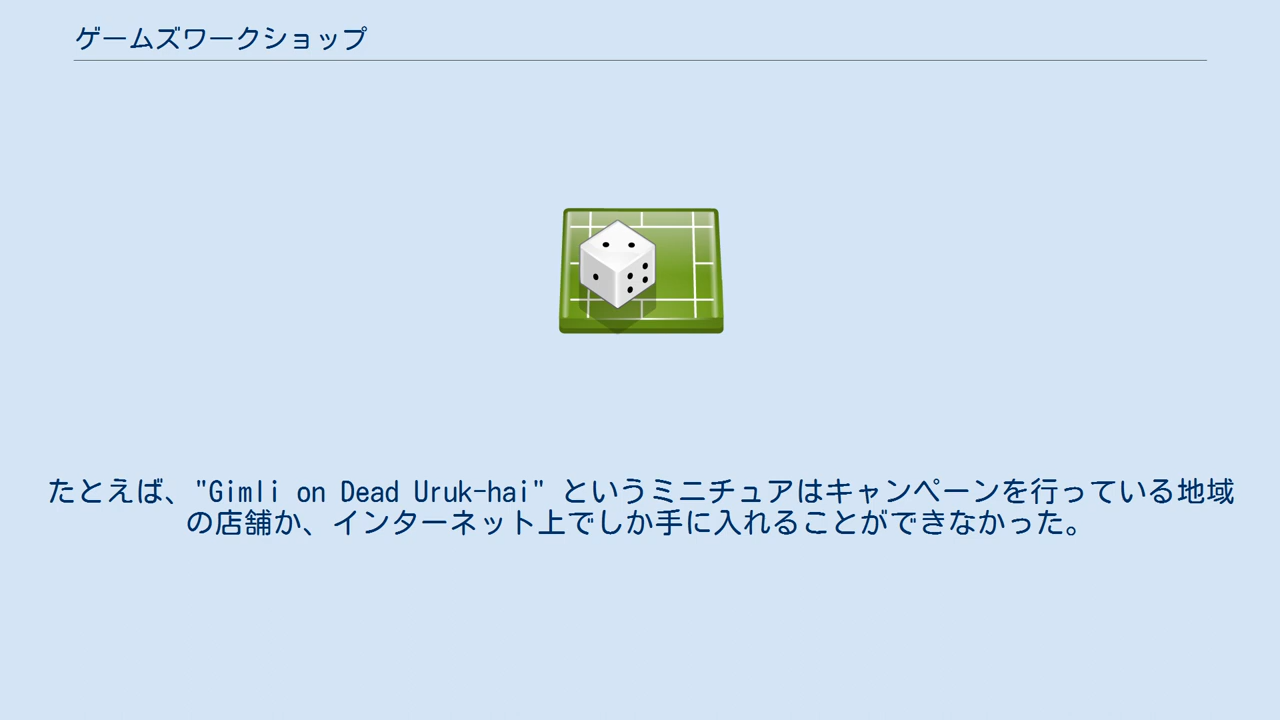 ゲームズワークショップ
たとえば、"Gimli on Dead Uruk-hai" というミニチュアはキャンペーンを行っている地域
の店舗か、インターネット上でしか手に入れることができなかった。